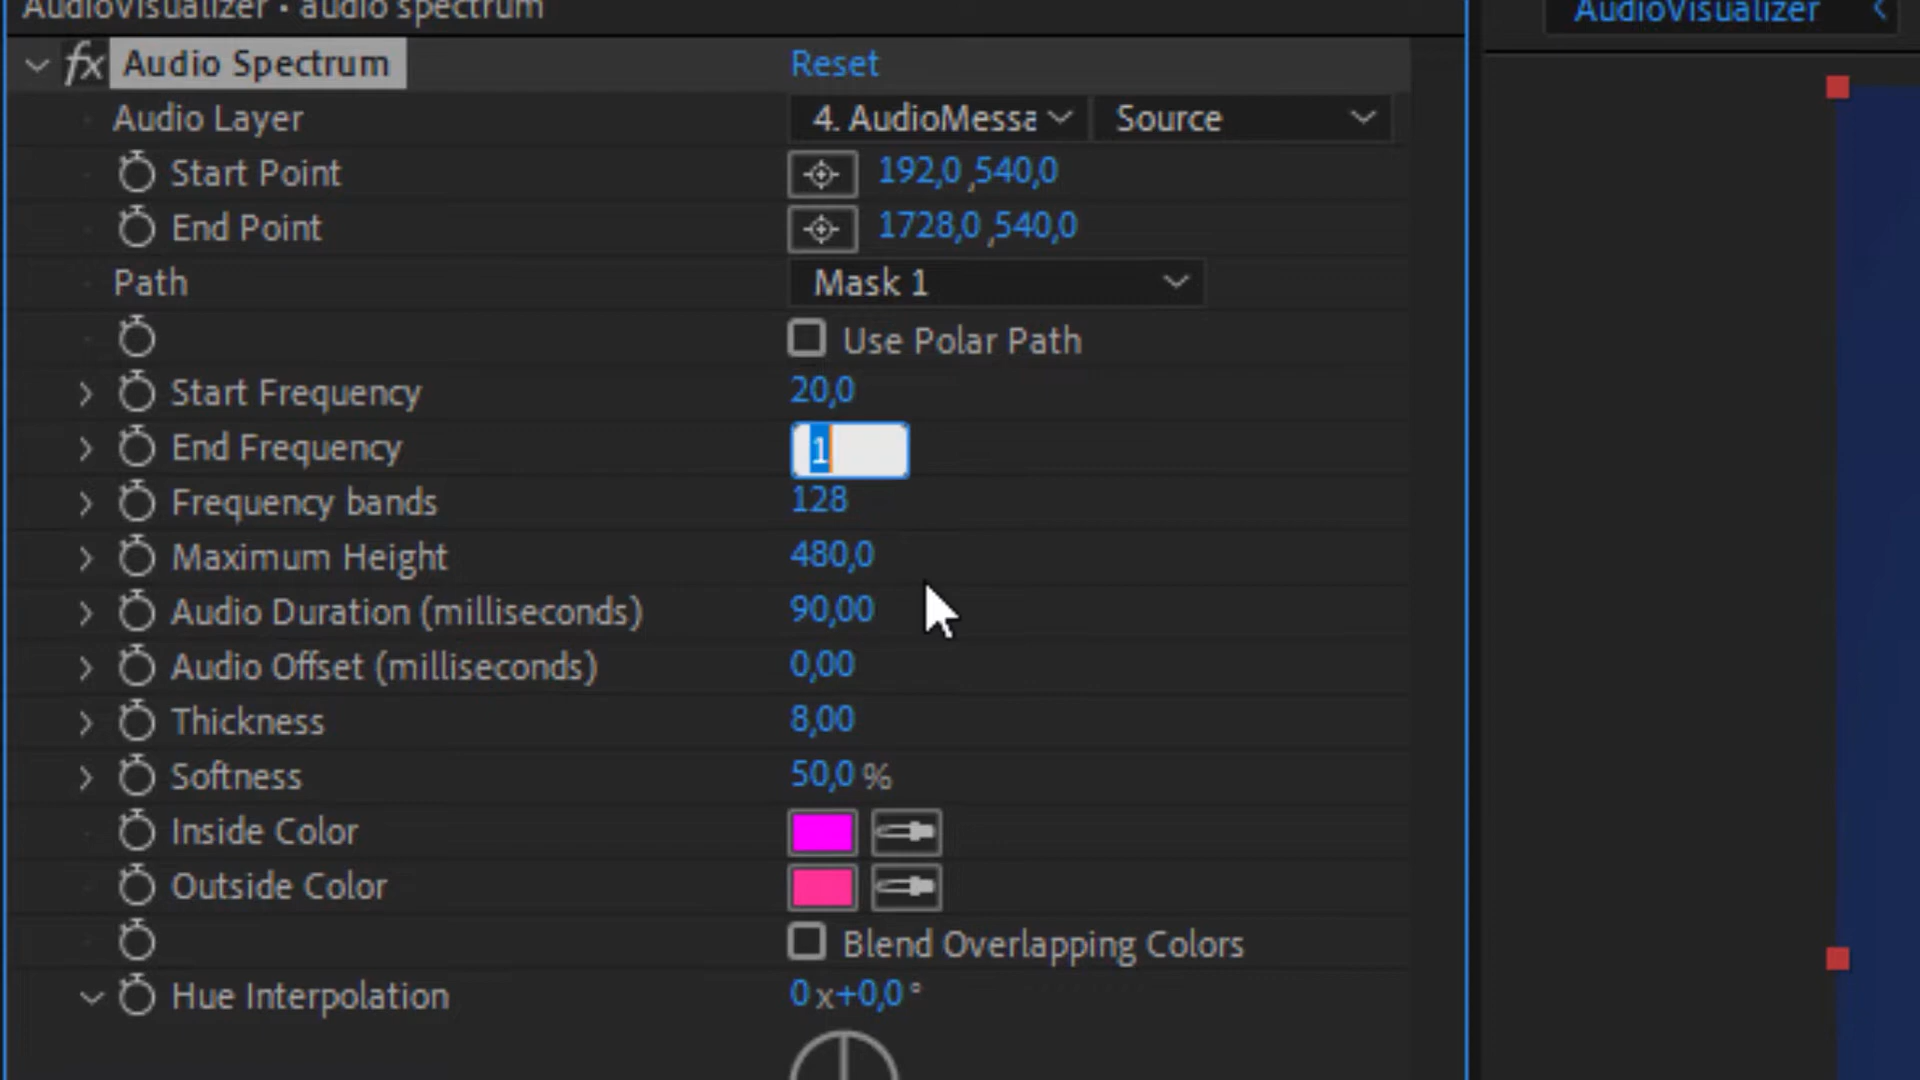 AudioVisualizer • audio spectrum
AudioVisualizer
fx Audio Spectrum Reset
Audio Layer 4. AudioMessa Source
Start Point 192,0 ,540,0
End Point 1728,0 ,540,0
Path Mask 1
Use Polar Path
Start Frequency 20,0
End Frequency 1
Frequency bands 128
Maximum Height 480,0
Audio Duration (milliseconds) 90,00
Audio Offset (milliseconds) 0,00
Thickness 8,00
Softness 50,0 %
Inside Color
Outside Color
Blend Overlapping Colors
Hue Interpolation 0 x+0,0 °